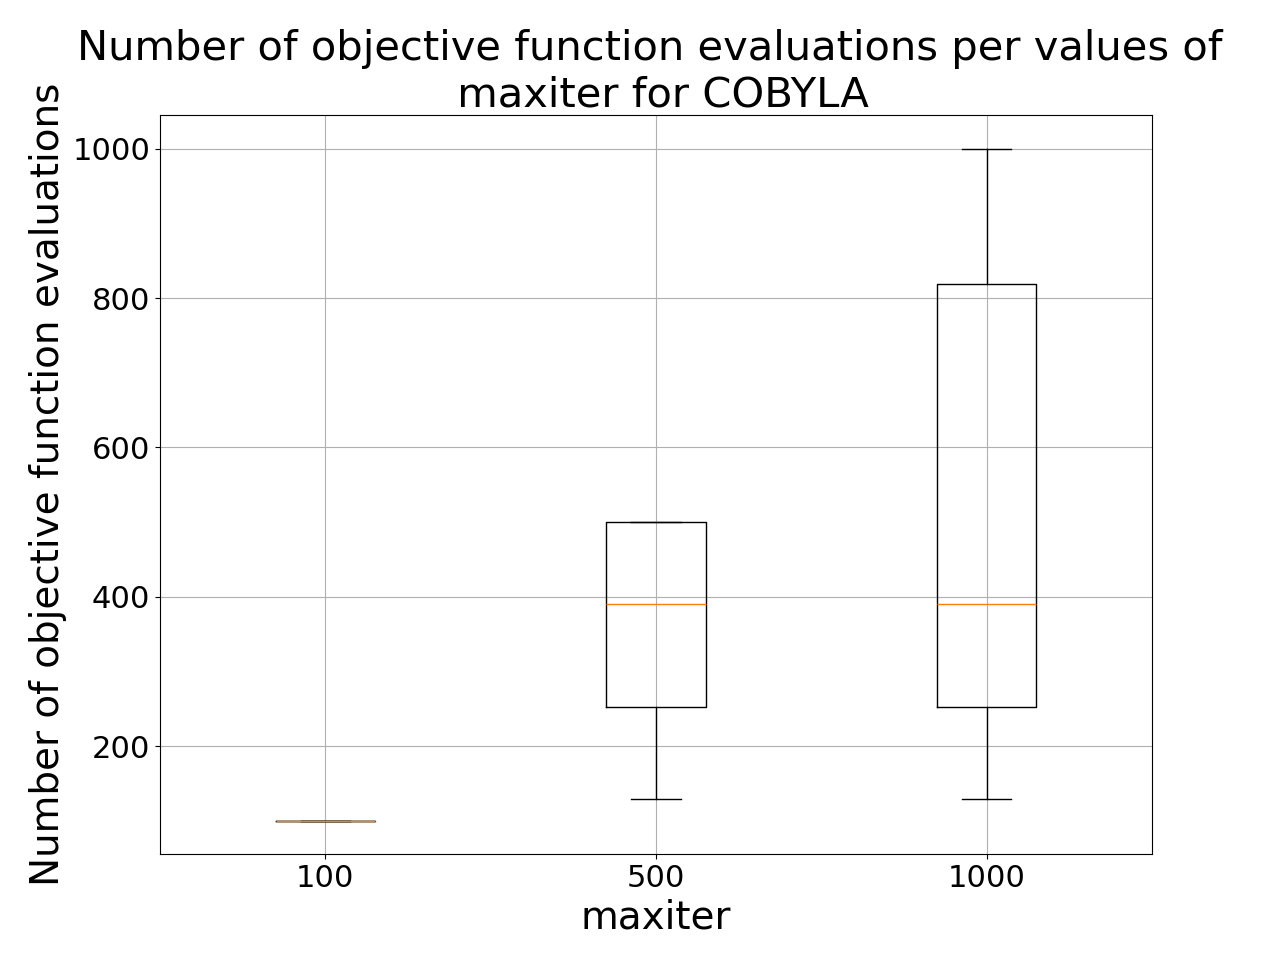 Number of objective function evaluations per values of
maxiter for COBYLA
Number of objective function evaluations
1000
800
600
400
200
100
500
1000
maxiter